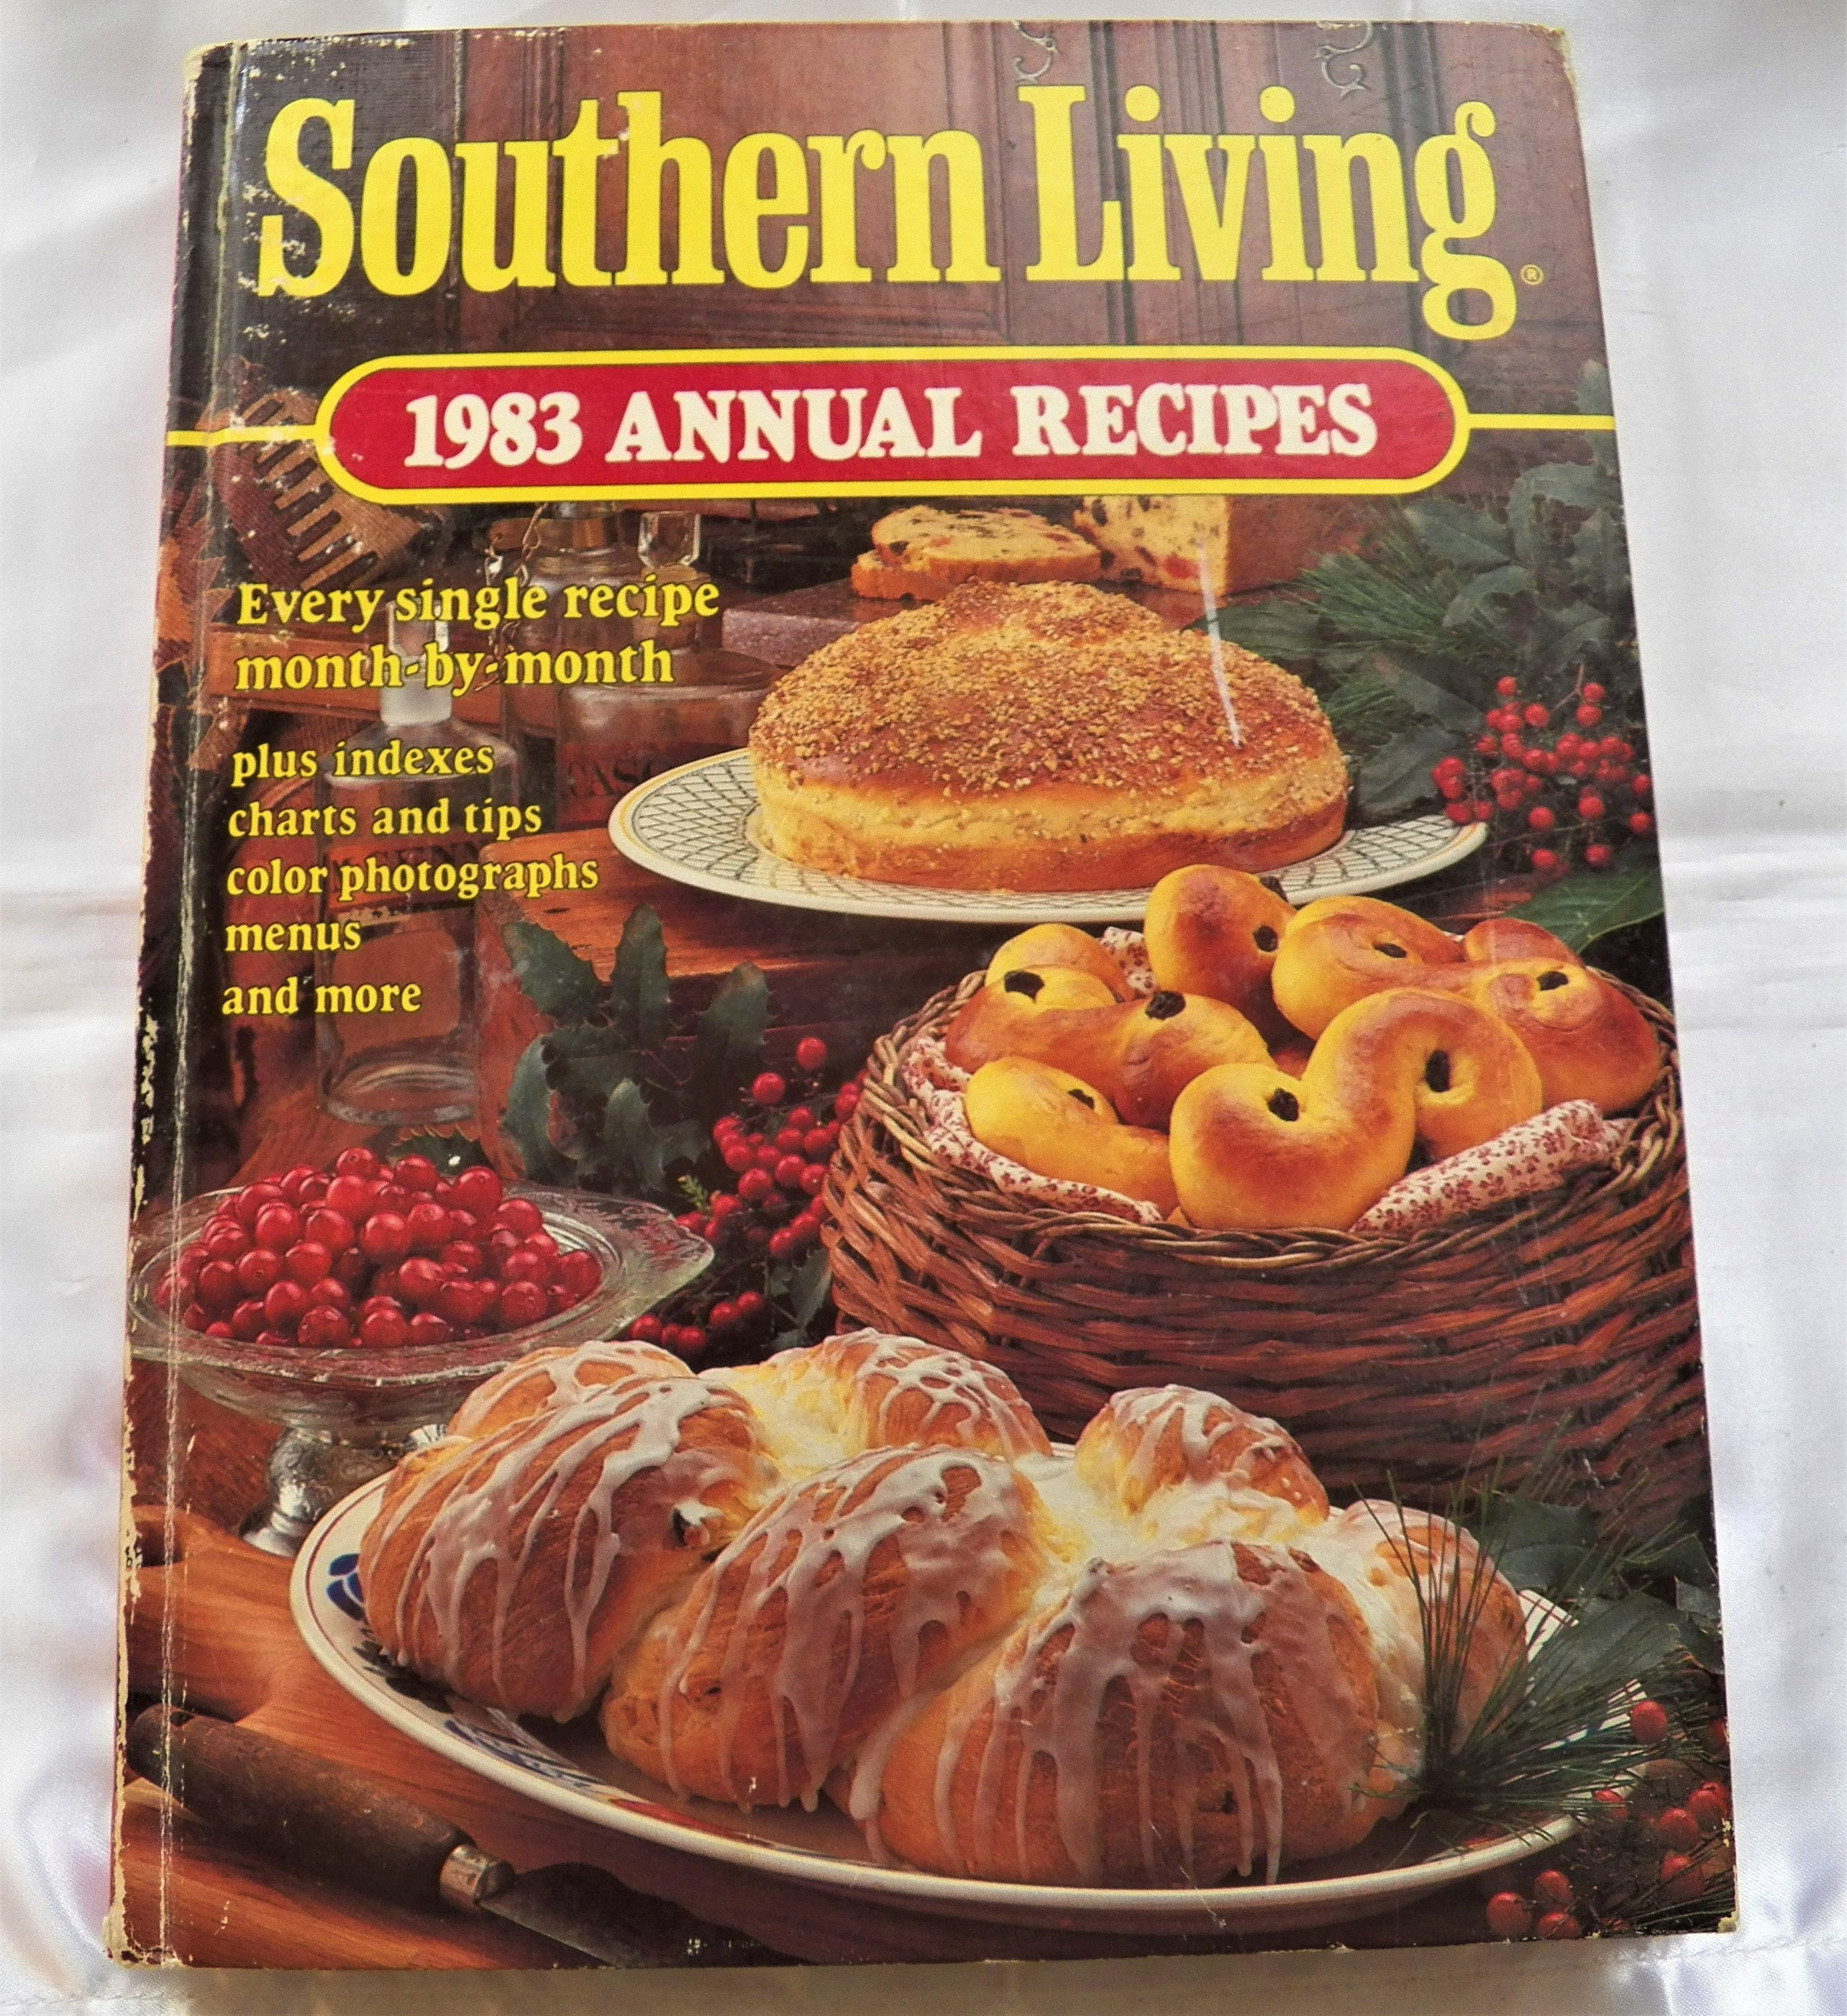 Southern Living®
1983 ANNUAL RECIPES
Every single recipe
month-by-month
plus indexes
charts and tips
color photographs
menus
and more